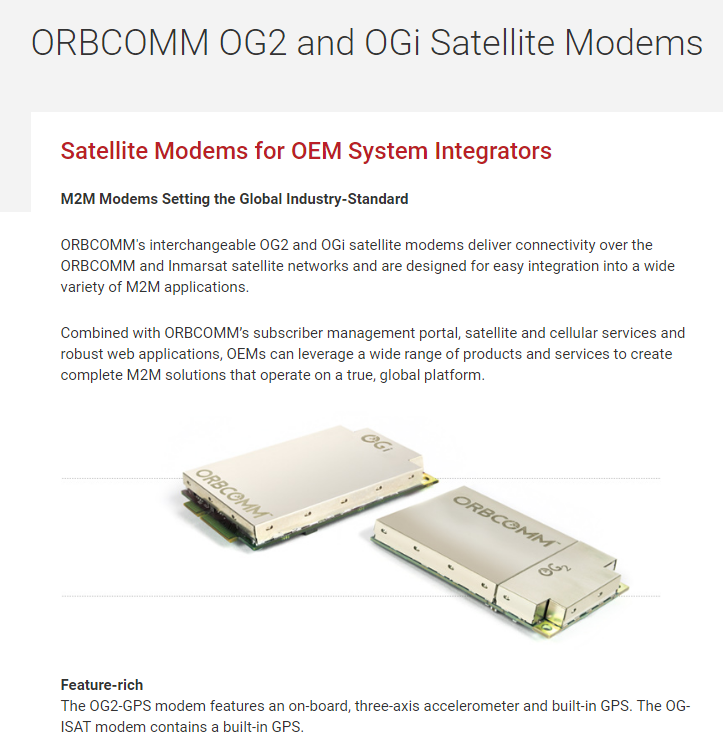 ORBCOMM OG2 and OGi Satellite Modems
Satellite Modems for OEM System Integrators
M2M Modems Setting the Global Industry-Standard
ORBCOMM's interchangeable OG2 and OGi satellite modems deliver connectivity over the
ORBCOMM and Inmarsat satellite networks and are designed for easy integration into a wide
variety of M2M applications.
Combined with ORBCOMM’s subscriber management portal, satellite and cellular services and
robust web applications, OEMs can leverage a wide range of products and services to create
complete M2M solutions that operate on a true, global platform.
OGi
ORBCOMM
ORBCOMM
OG2
Feature-rich
The OG2-GPS modem features an on-board, three-axis accelerometer and built-in GPS. The OG-
ISAT modem contains a built-in GPS.